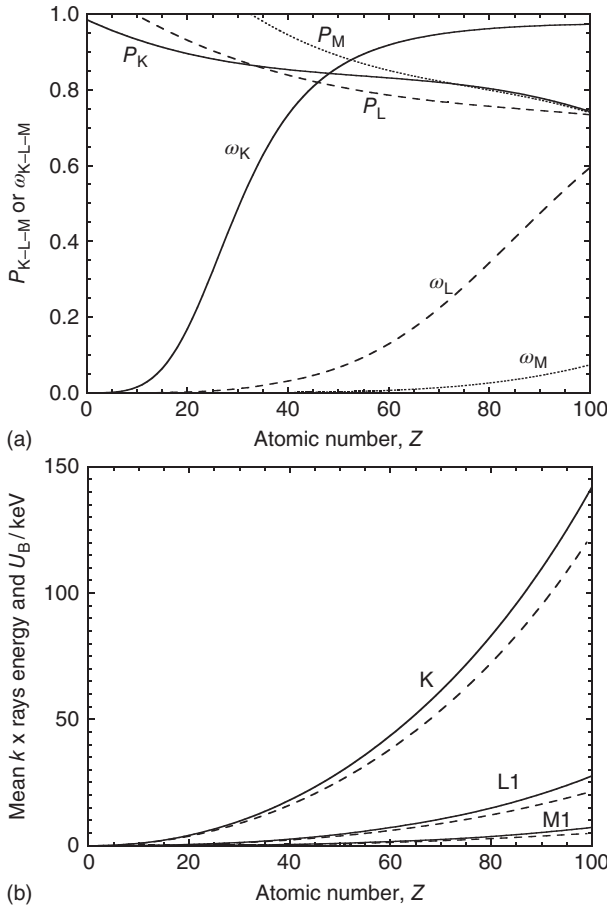 P_K–L–M or ω_K–L–M
1.0
0.8
0.6
0.4
0.2
0.0
P_K
P_M
P_L
ω_K
ω_L
ω_M
0 20 40 60 80 100
(a)
Atomic number, Z
Mean k x rays energy and U_B / keV
150
100
50
0
K
L1
M1
0 20 40 60 80 100
(b)
Atomic number, Z